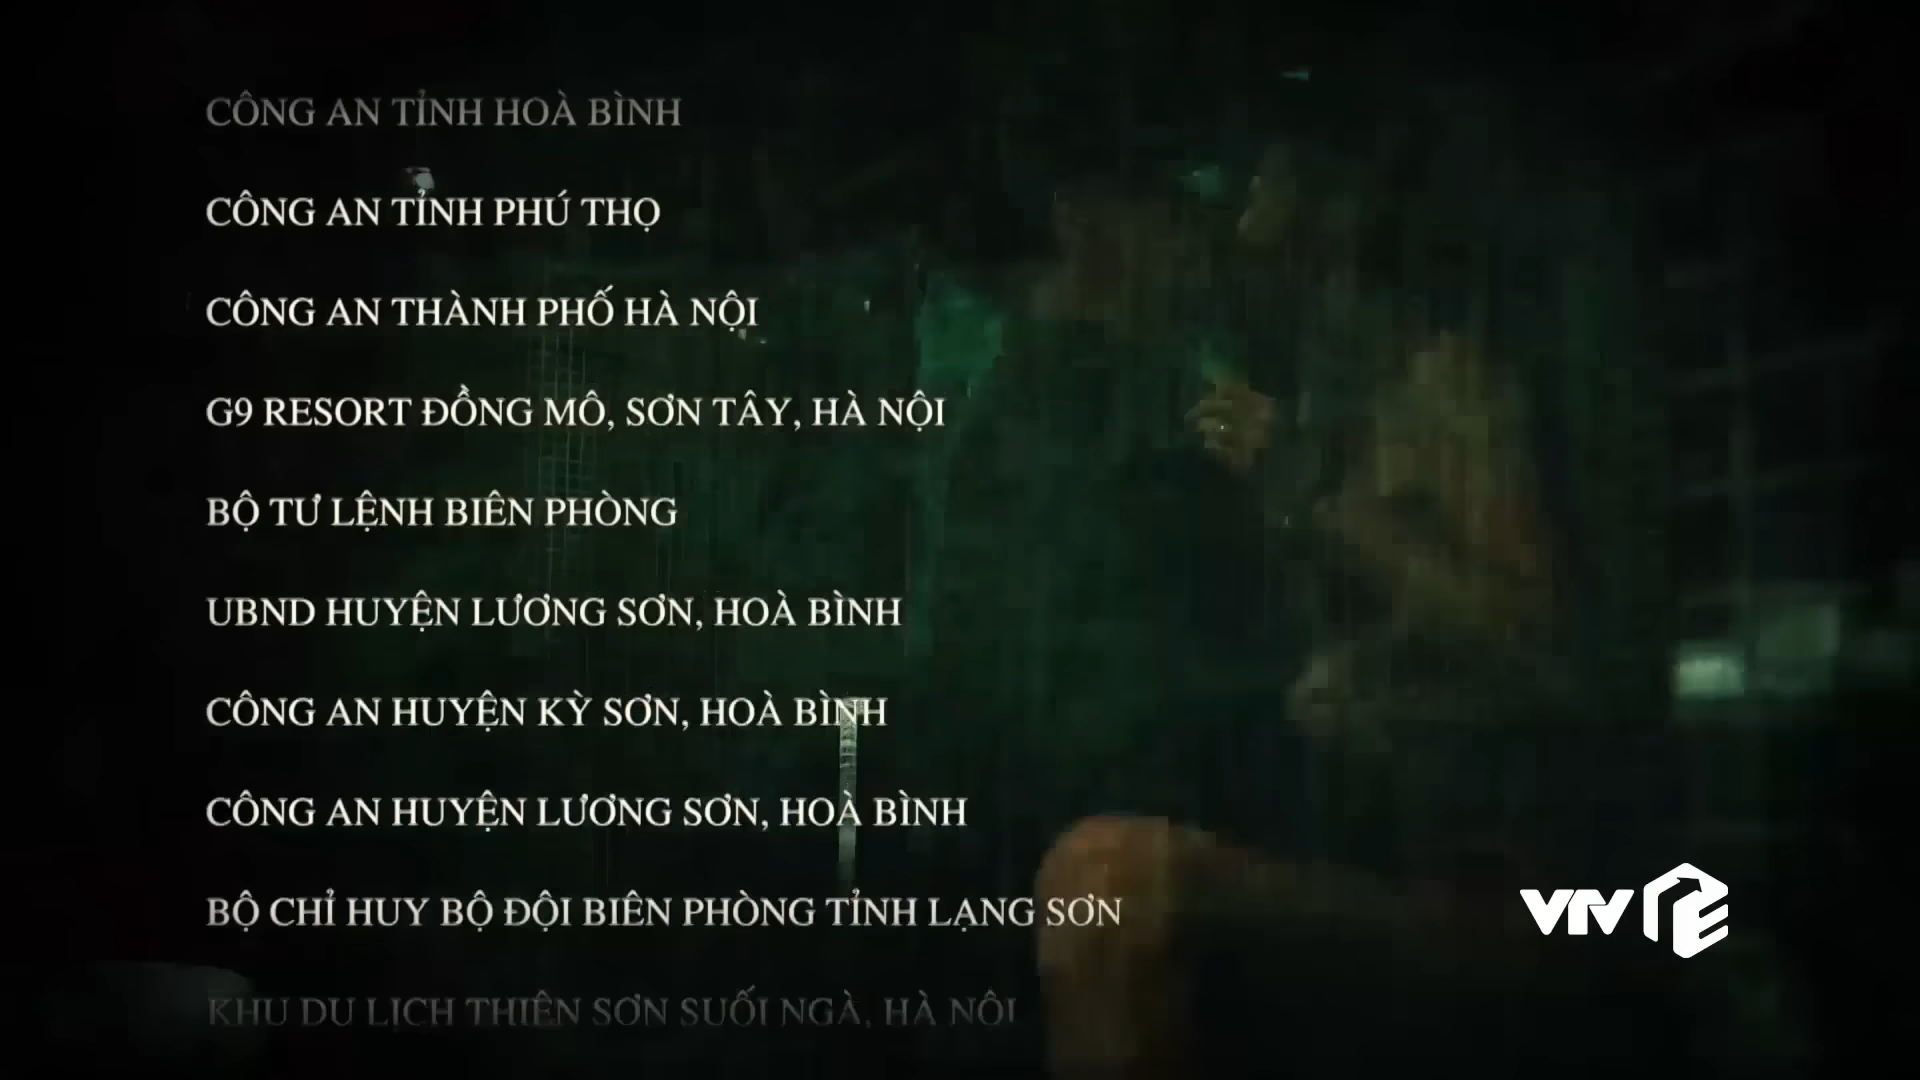 CÔNG AN TỈNH HOÀ BÌNH
CÔNG AN TỈNH PHÚ THỌ
CÔNG AN THÀNH PHỐ HÀ NỘI
G9 RESORT ĐỒNG MÔ, SƠN TÂY, HÀ NỘI
BỘ TƯ LỆNH BIÊN PHÒNG
UBND HUYỆN LƯƠNG SƠN, HOÀ BÌNH
CÔNG AN HUYỆN KỲ SƠN, HOÀ BÌNH
CÔNG AN HUYỆN LƯƠNG SƠN, HOÀ BÌNH
BỘ CHỈ HUY BỘ ĐỘI BIÊN PHÒNG TỈNH LẠNG SƠN
VTV
KHU DU LỊCH THIÊN SƠN SUỐI NGÀ, HÀ NỘI